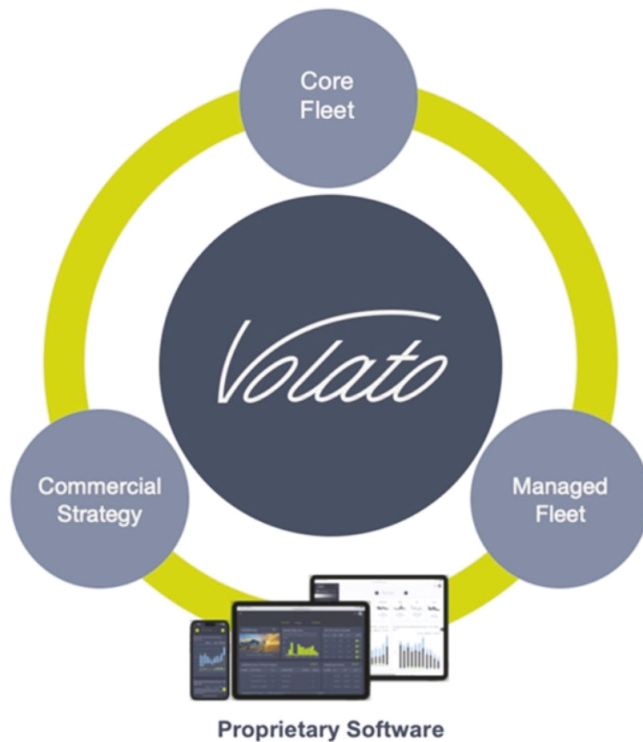 Core
Fleet
Volato
Commercial
Strategy
Managed
Fleet
Proprietary Software